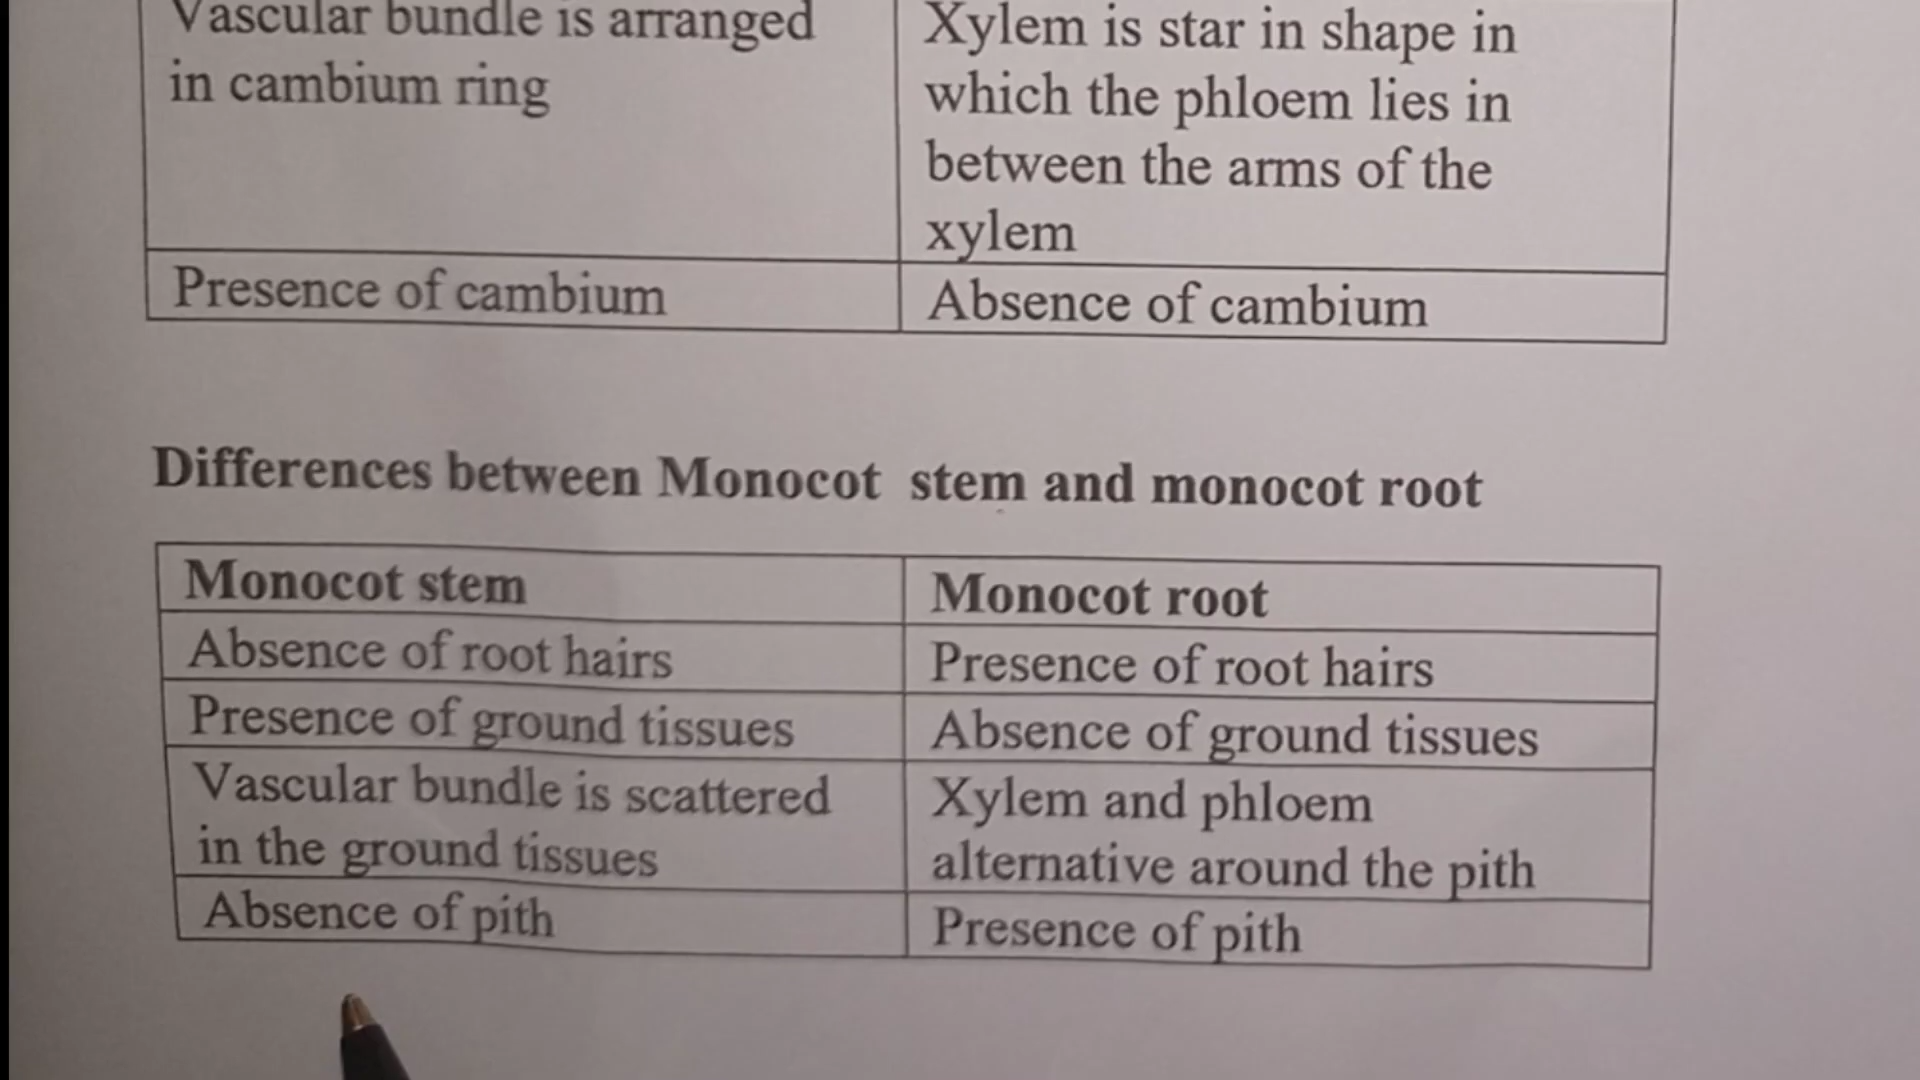 Vascular bundle is arranged
in cambium ring
Xylem is star in shape in
which the phloem lies in
between the arms of the
xylem
Presence of cambium
Absence of cambium
Differences between Monocot stem and monocot root
Monocot stem
Monocot root
Absence of root hairs
Presence of root hairs
Presence of ground tissues
Absence of ground tissues
Vascular bundle is scattered
in the ground tissues
Xylem and phloem
alternative around the pith
Absence of pith
Presence of pith